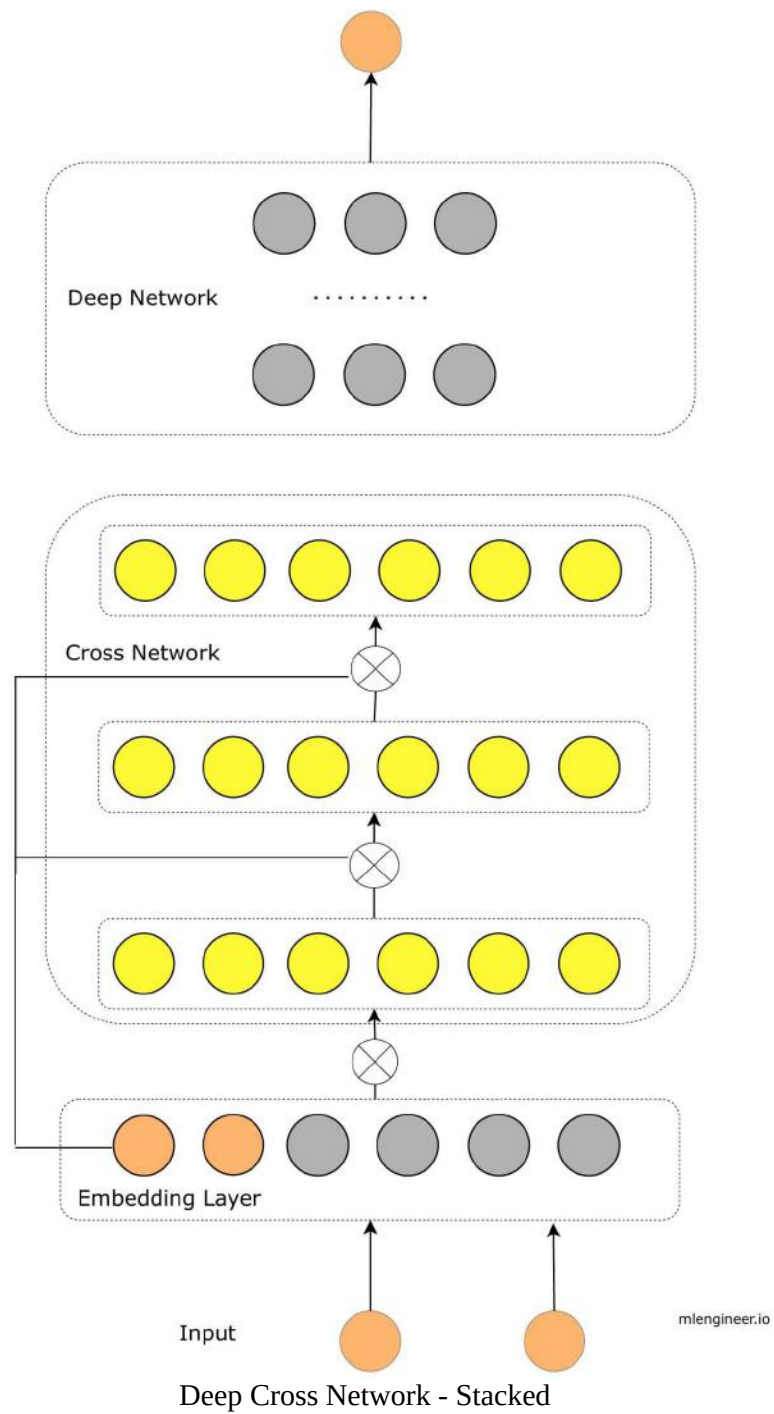 Deep Network
Cross Network
Embedding Layer
Input
mlengineer.io
Deep Cross Network - Stacked